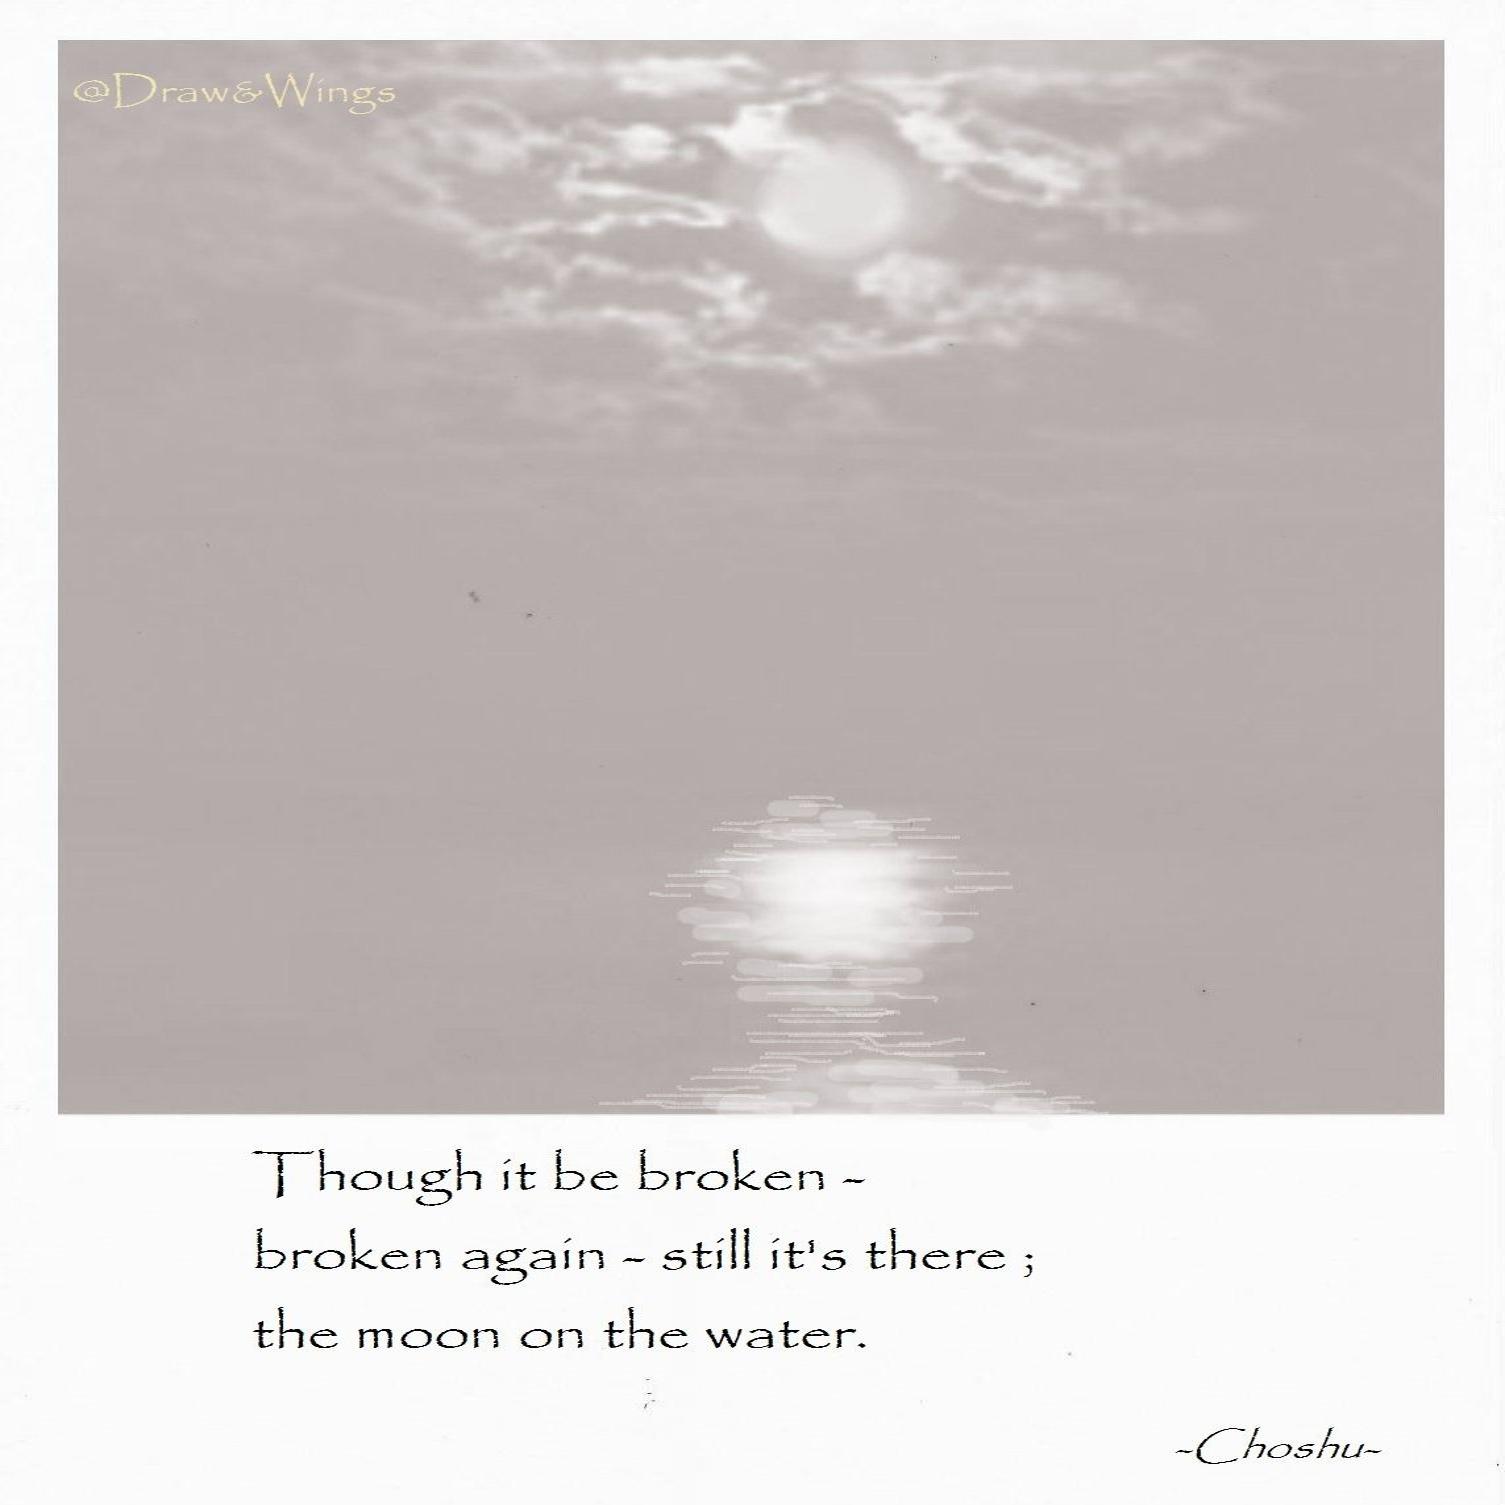 @Draw&Wings
Though it be broken ~
broken again ~ still it's there ;
the moon on the water.
~Choshu~